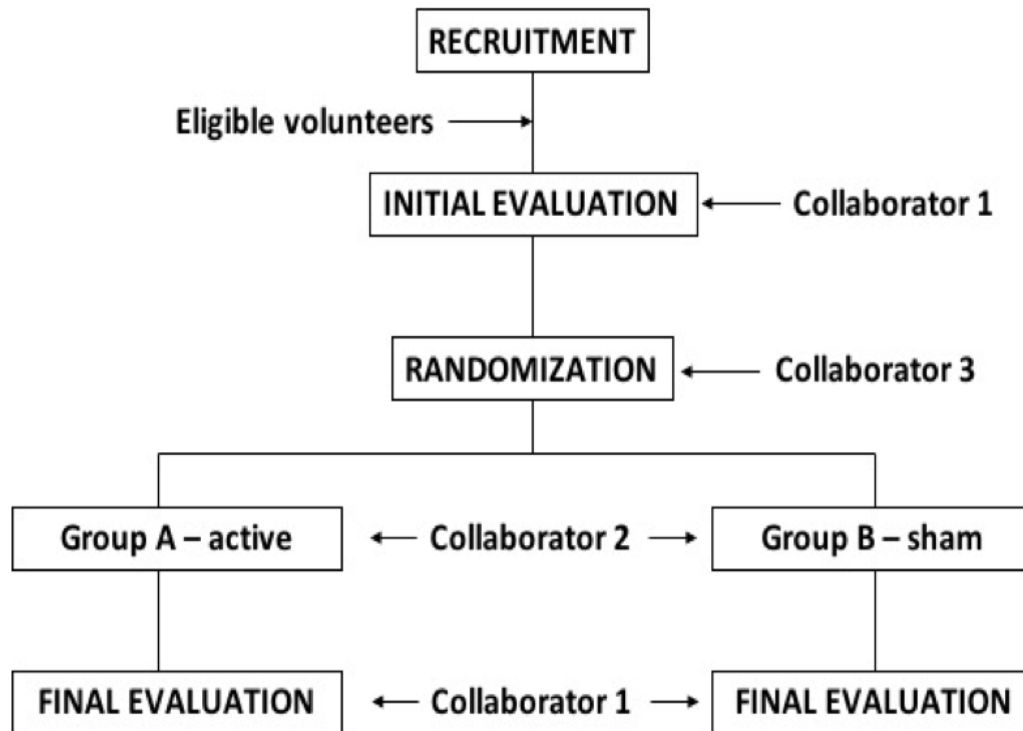 RECRUITMENT
Eligible volunteers
INITIAL EVALUATION
Collaborator 1
RANDOMIZATION
Collaborator 3
Group A – active
Collaborator 2
Group B – sham
FINAL EVALUATION
Collaborator 1
FINAL EVALUATION